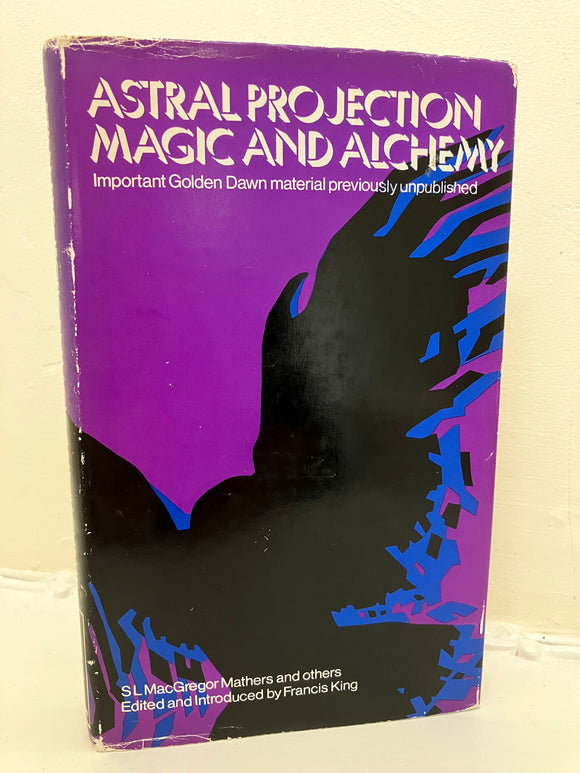 ASTRAL PROJECTION
MAGIC AND ALCHEMY
Important Golden Dawn material previously unpublished
S L MacGregor Mathers and others
Edited and Introduced by Francis King